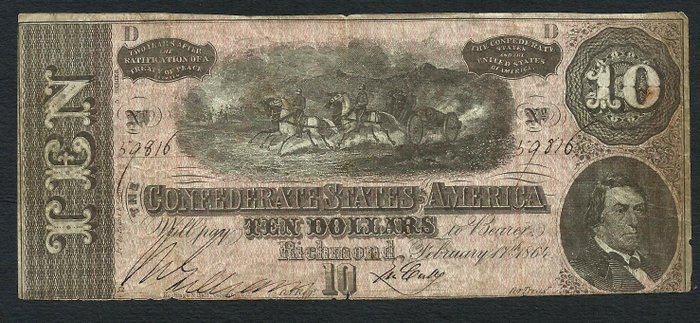 D
D
TWO YEARS AFTER
THE
RATIFICATION OF A
TREATY OF PEACE
THE CONFEDERATE
STATES
AND THE
UNITED STATES
OF AMERICA
10
TEN
No
No
59816
59816
THE
CONFEDERATE STATES OF AMERICA
Will pay TEN DOLLARS to Bearer
Richmond February 17th 1864
10